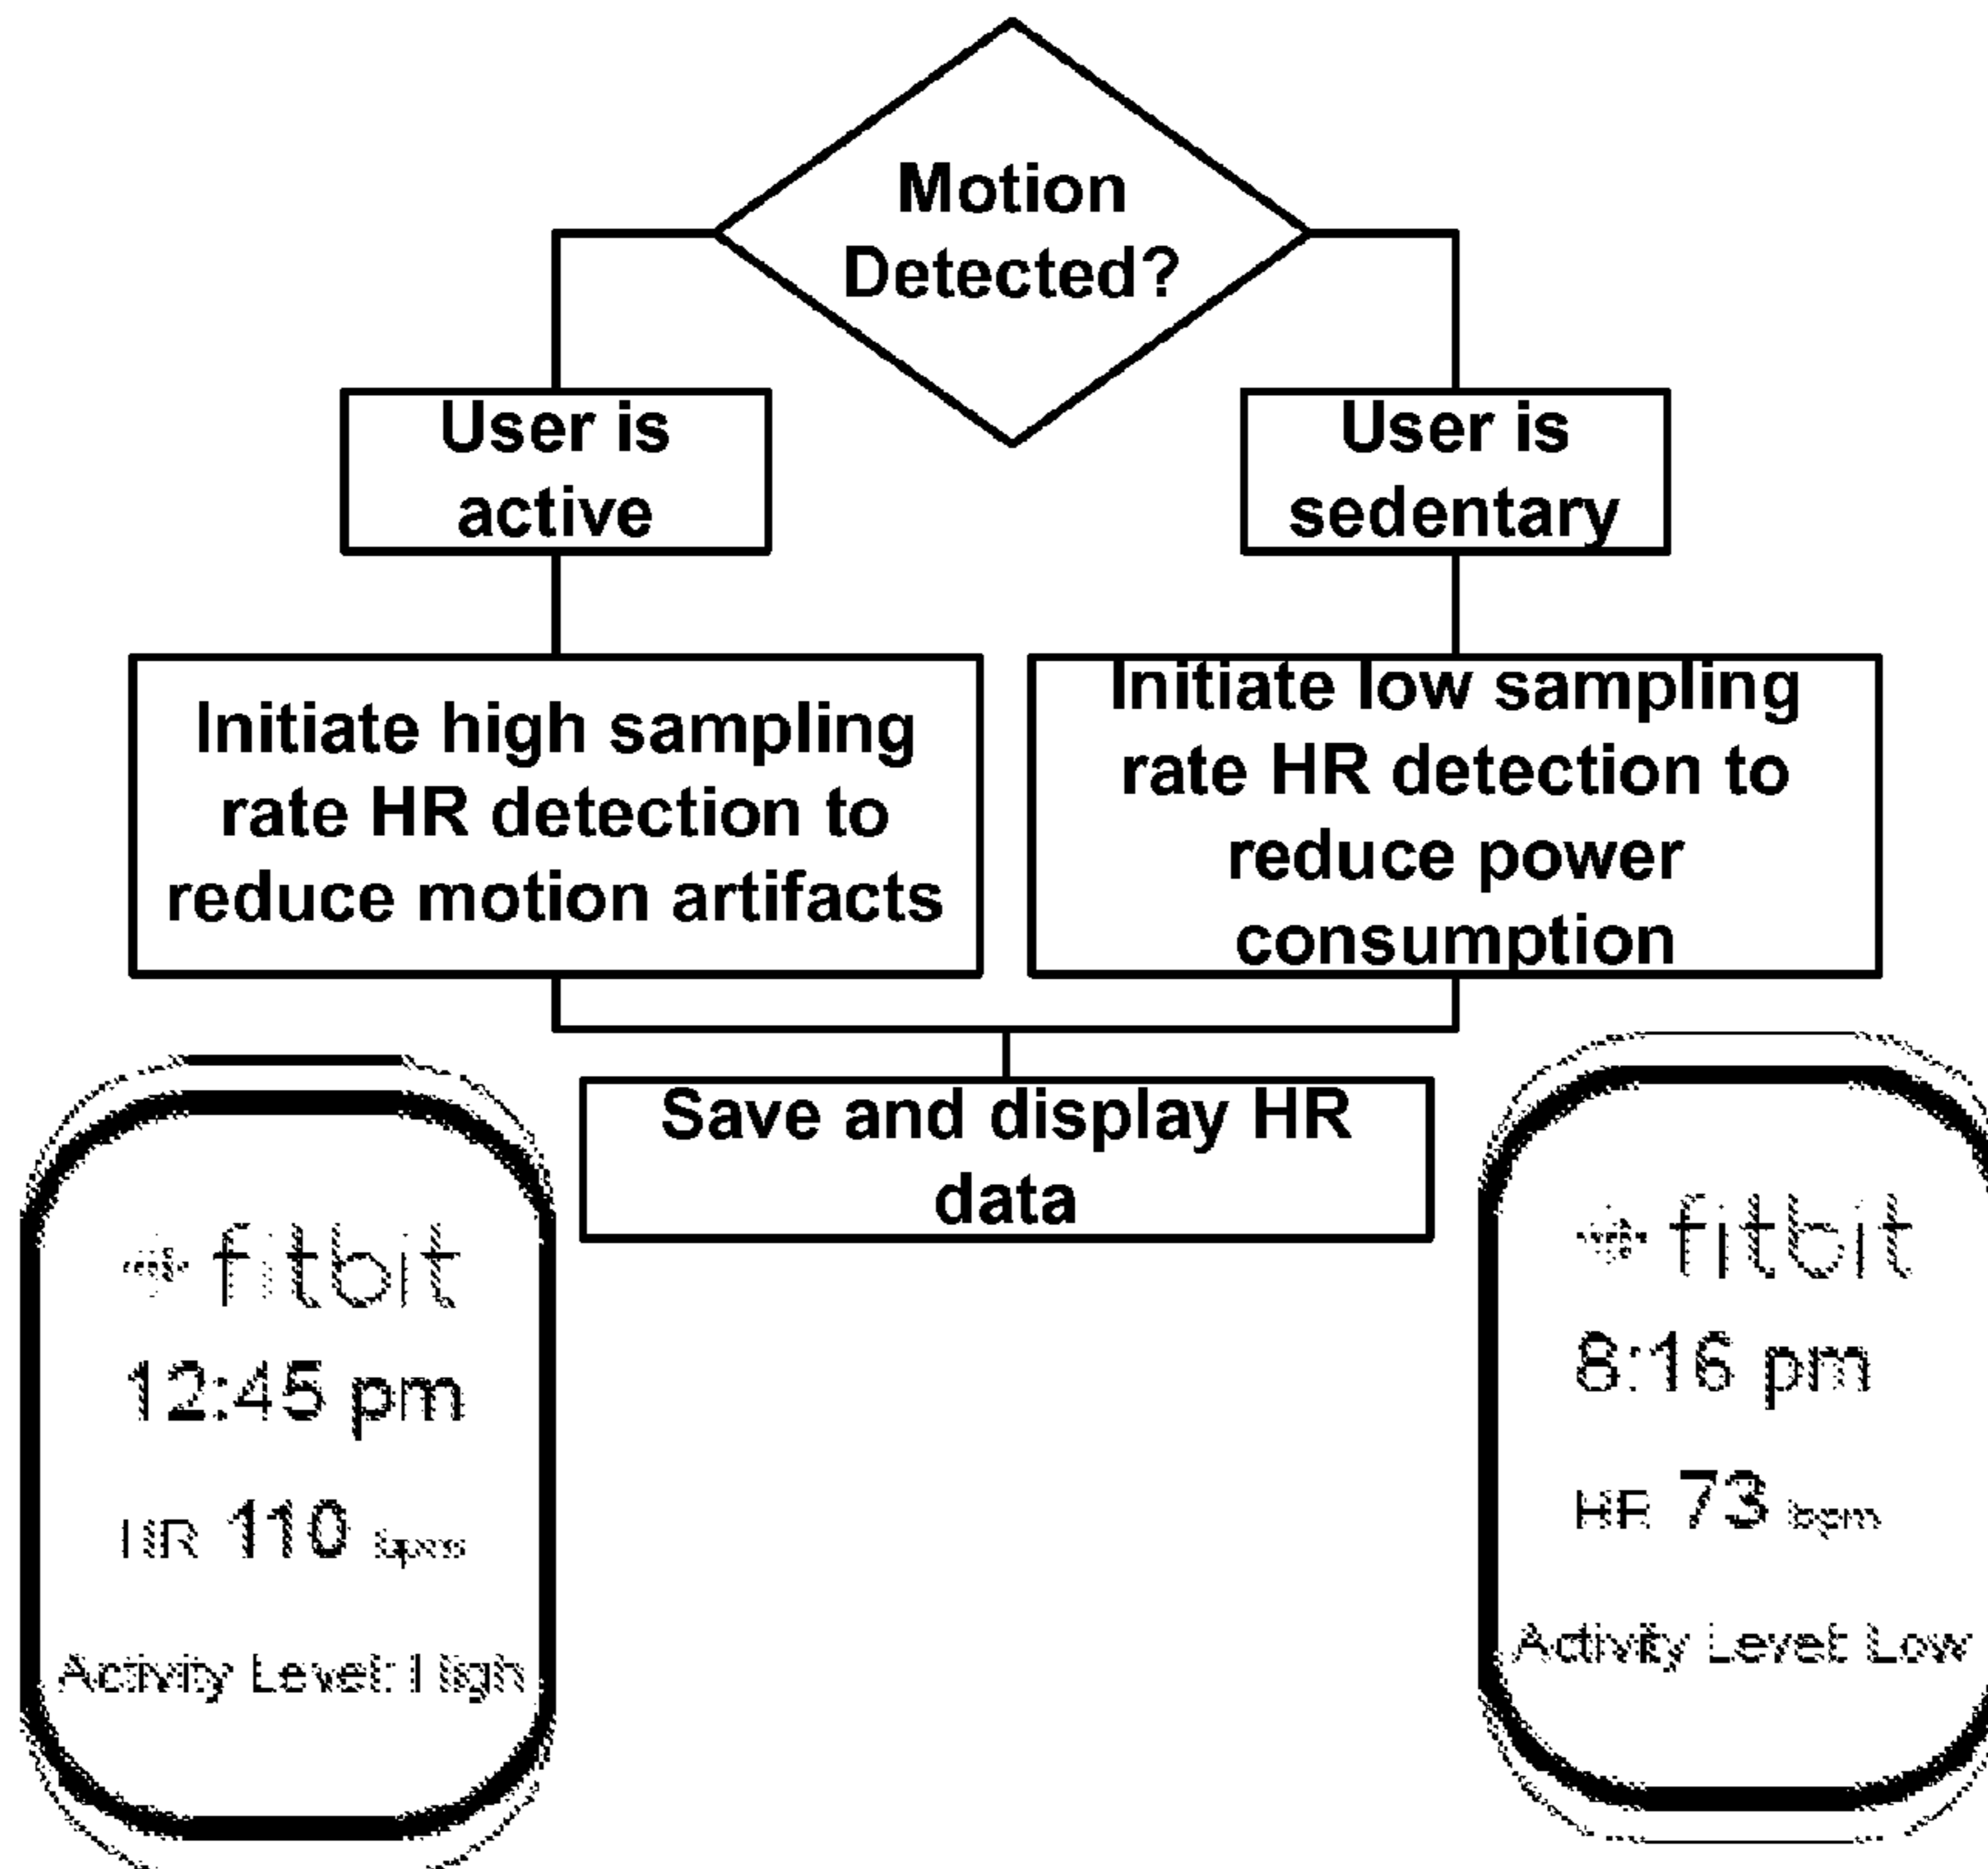 Motion
Detected?
User is
active
User is
sedentary
Initiate high sampling
rate HR detection to
reduce motion artifacts
Initiate low sampling
rate HR detection to
reduce power
consumption
Save and display HR
data
fitbit
12:45 pm
HR 110 bpm
Activity Level: High
fitbit
8:16 pm
HR 73 bpm
Activity Level: Low